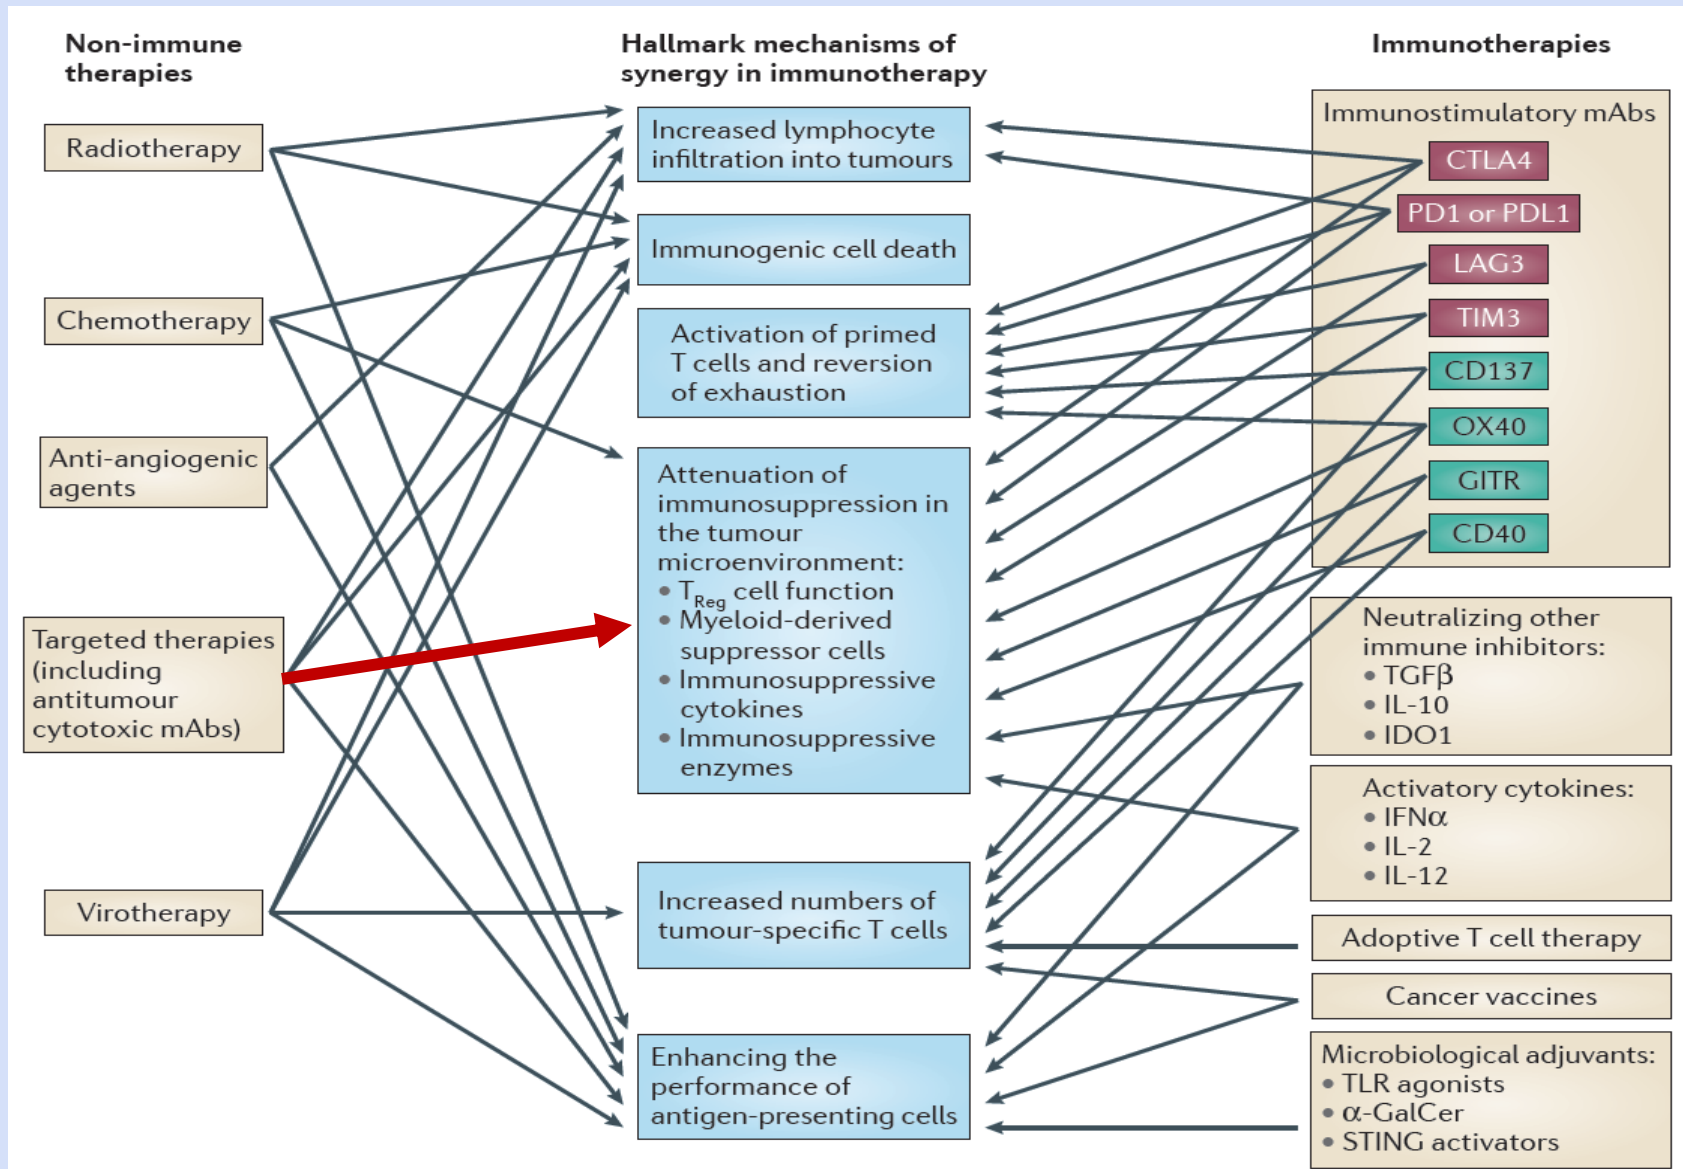 Non-immune
therapies
Hallmark mechanisms of
synergy in immunotherapy
Immunotherapies
Radiotherapy
Chemotherapy
Anti-angiogenic
agents
Targeted therapies
(including
antitumour
cytotoxic mAbs)
Virotherapy
Increased lymphocyte
infiltration into tumours
Immunogenic cell death
Activation of primed
T cells and reversion
of exhaustion
Attenuation of
immunosuppression in
the tumour
microenvironment:
• TReg cell function
• Myeloid-derived
suppressor cells
• Immunosuppressive
cytokines
• Immunosuppressive
enzymes
Increased numbers of
tumour-specific T cells
Enhancing the
performance of
antigen-presenting cells
Immunostimulatory mAbs
CTLA4
PD1 or PDL1
LAG3
TIM3
CD137
OX40
GITR
CD40
Neutralizing other
immune inhibitors:
• TGFβ
• IL-10
• IDO1
Activatory cytokines:
• IFNα
• IL-2
• IL-12
Adoptive T cell therapy
Cancer vaccines
Microbiological adjuvants:
• TLR agonists
• α-GalCer
• STING activators